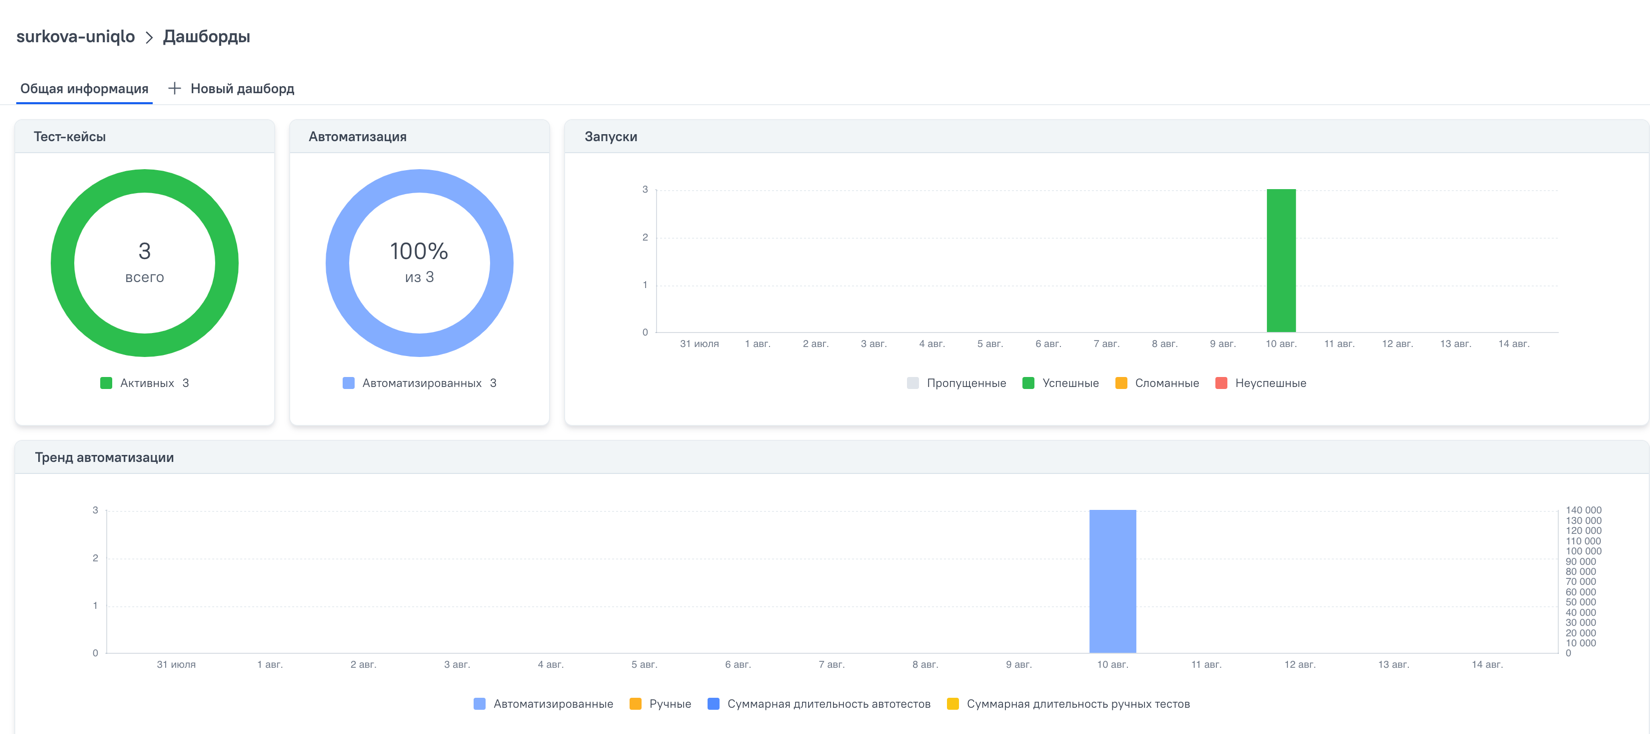 surkova-uniqlo > Дашборды
Общая информация + Новый дашборд
Тест-кейсы
3
всего
Активных 3
Автоматизация
100%
из 3
Автоматизированных 3
Запуски
3
2
1
0
31 июля 1 авг. 2 авг. 3 авг. 4 авг. 5 авг. 6 авг. 7 авг. 8 авг. 9 авг. 10 авг. 11 авг. 12 авг. 13 авг. 14 авг.
Пропущенные Успешные Сломанные Неуспешные
Тренд автоматизации
3
2
1
0
140 000
130 000
120 000
110 000
100 000
90 000
80 000
70 000
60 000
50 000
40 000
30 000
20 000
10 000
0
31 июля 1 авг. 2 авг. 3 авг. 4 авг. 5 авг. 6 авг. 7 авг. 8 авг. 9 авг. 10 авг. 11 авг. 12 авг. 13 авг. 14 авг.
Автоматизированные Ручные Суммарная длительность автотестов Суммарная длительность ручных тестов